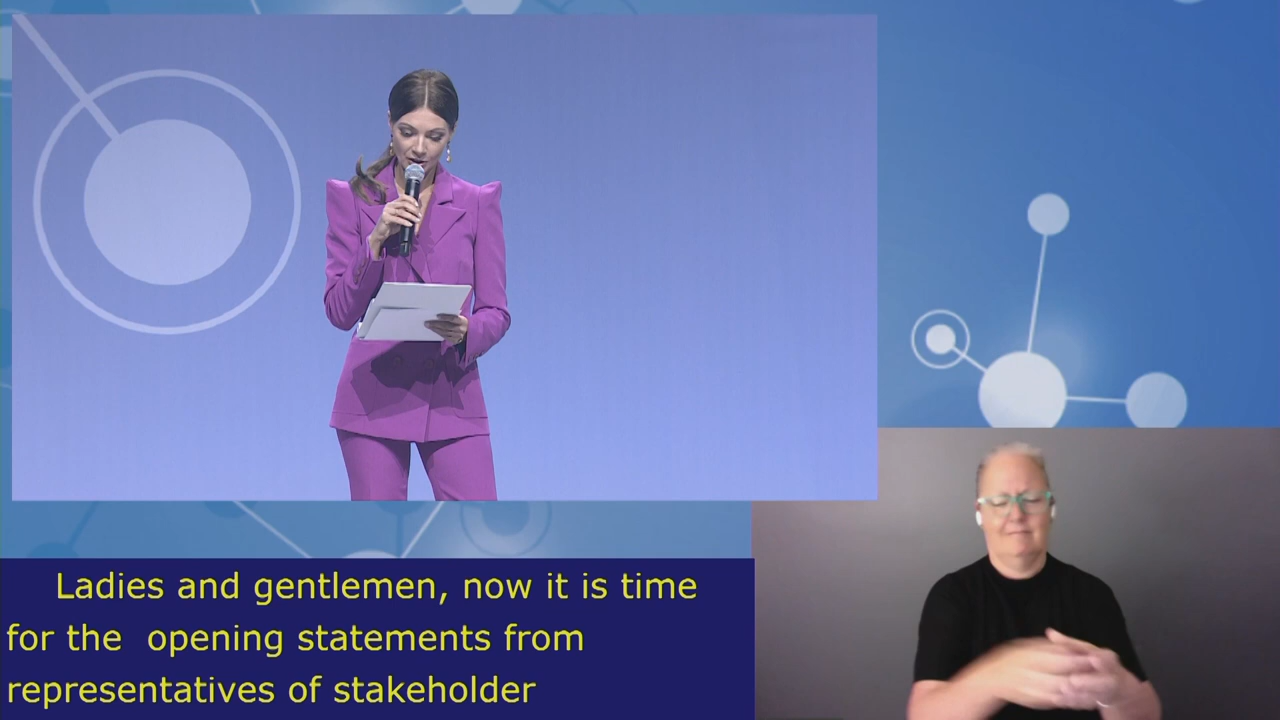 Ladies and gentlemen, now it is time
for the opening statements from
representatives of stakeholder